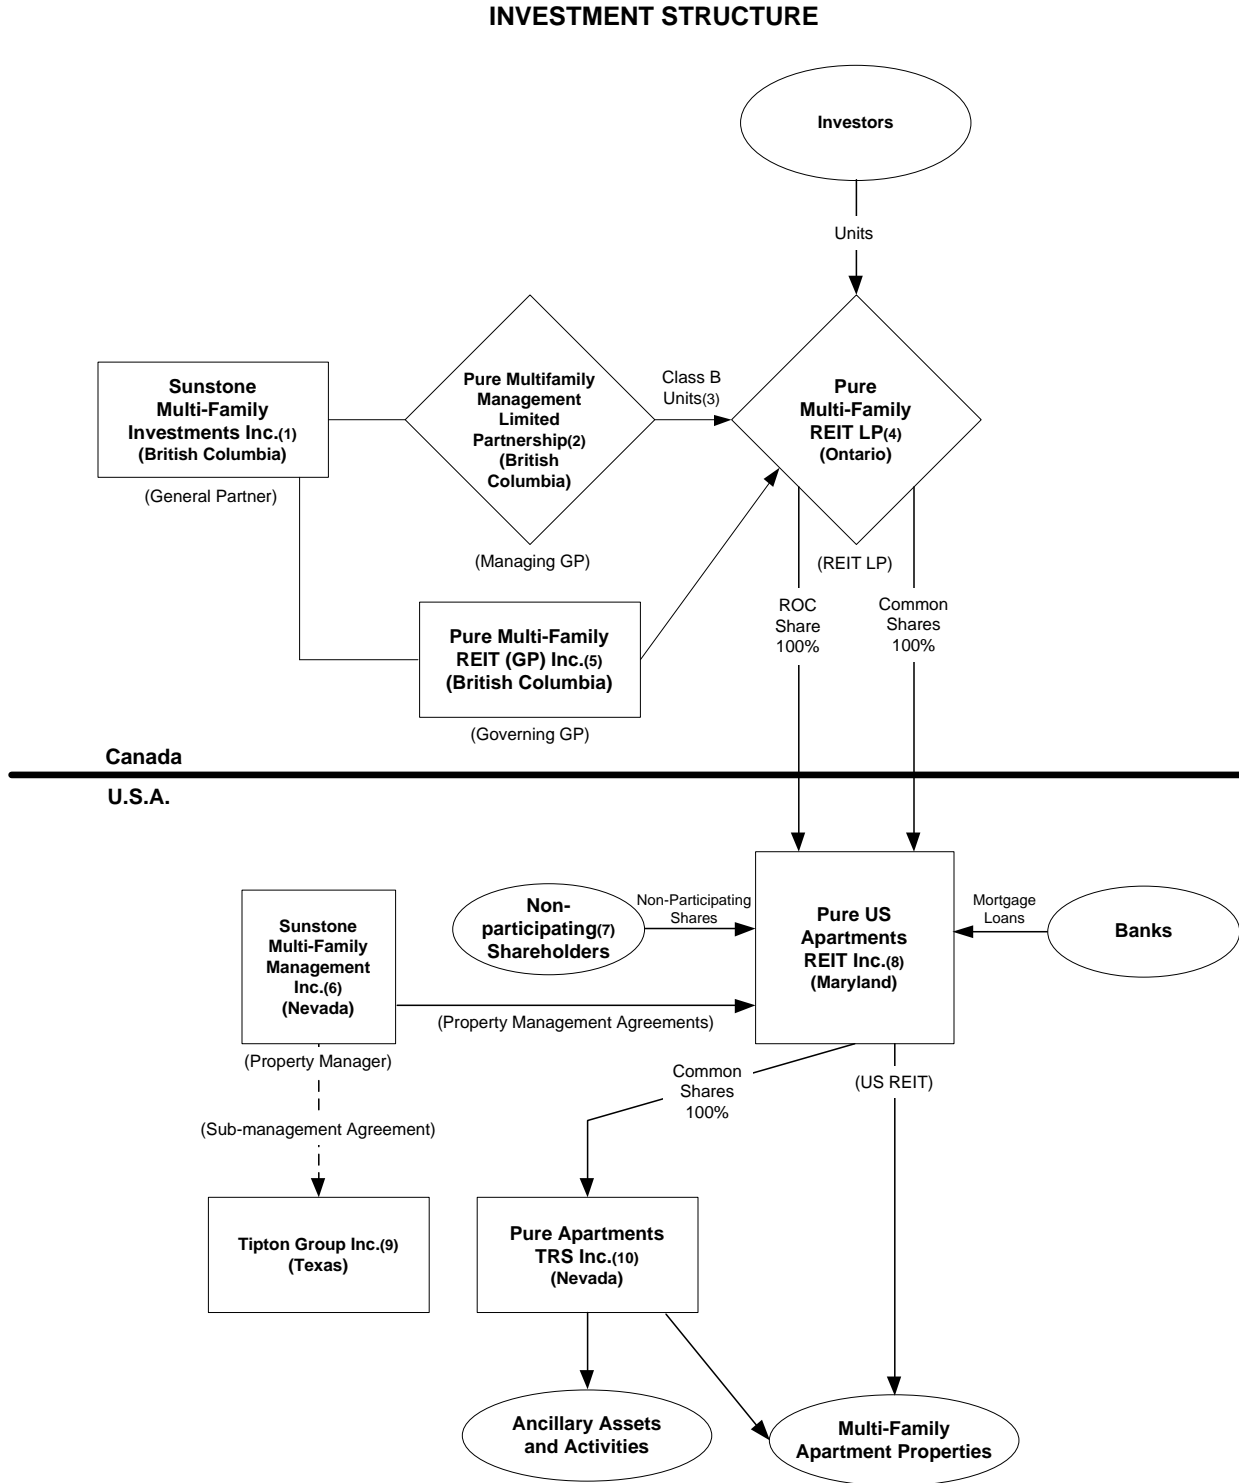 INVESTMENT STRUCTURE
Investors
Units
Sunstone
Multi-Family
Investments Inc.(1)
(British Columbia)
(General Partner)
Pure Multifamily
Management
Limited
Partnership(2)
(British
Columbia)
(Managing GP)
Class B
Units(3)
Pure
Multi-Family
REIT LP(4)
(Ontario)
(REIT LP)
Pure Multi-Family
REIT (GP) Inc.(5)
(British Columbia)
(Governing GP)
ROC
Share
100%
Common
Shares
100%
Canada
U.S.A.
Sunstone
Multi-Family
Management
Inc.(6)
(Nevada)
(Property Manager)
Non-
participating(7)
Shareholders
Non-Participating
Shares
Pure US
Apartments
REIT Inc.(8)
(Maryland)
Mortgage
Loans
Banks
(Property Management Agreements)
(US REIT)
Common
Shares
100%
(Sub-management Agreement)
Tipton Group Inc.(9)
(Texas)
Pure Apartments
TRS Inc.(10)
(Nevada)
Ancillary Assets
and Activities
Multi-Family
Apartment Properties